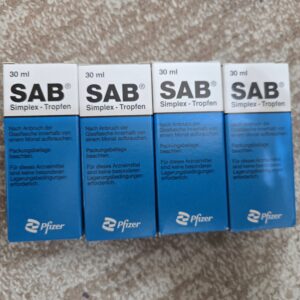 30 ml
SAB®
Simplex - Tropfen
Nach Anbruch der
Glasflasche innerhalb von
einem Monat aufbrauchen.
Packungsbeilage
beachten.
Für dieses Arzneimittel
sind keine besonderen
Lagerungsbedingungen
erforderlich.
Pfizer
30 ml
SAB®
Simplex - Tropfen
Nach Anbruch der
Glasflasche innerhalb von
einem Monat aufbrauchen.
Packungsbeilage
beachten.
Für dieses Arzneimittel
sind keine besonderen
Lagerungsbedingungen
erforderlich.
Pfizer
30 ml
SAB®
Simplex - Tropfen
Nach Anbruch der
Glasflasche innerhalb von
einem Monat aufbrauchen.
Packungsbeilage
beachten.
Für dieses Arzneimittel
sind keine besonderen
Lagerungsbedingungen
erforderlich.
Pfizer
30 ml
SAB®
Simplex - Tropfen
Nach Anbruch der
Glasflasche innerhalb von
einem Monat aufbrauchen.
Packungsbeilage
beachten.
Für dieses Arzneimittel
sind keine besonderen
Lagerungsbedingungen
erforderlich.
Pfizer